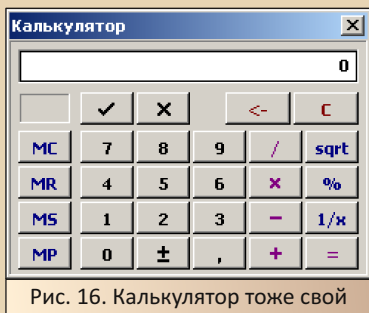 Калькулятор
0
<- C
MC 7 8 9 / sqrt
MR 4 5 6 × %
MS 1 2 3 − 1/x
MP 0 ± , + =
Рис. 16. Калькулятор тоже свой